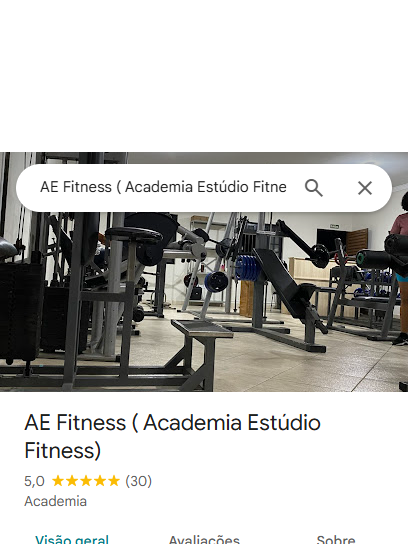 AE Fitness ( Academia Estúdio Fitne
AE Fitness ( Academia Estúdio
Fitness)
5,0 ★★★★★ (30)
Academia
Visão geral Avaliações Sobre